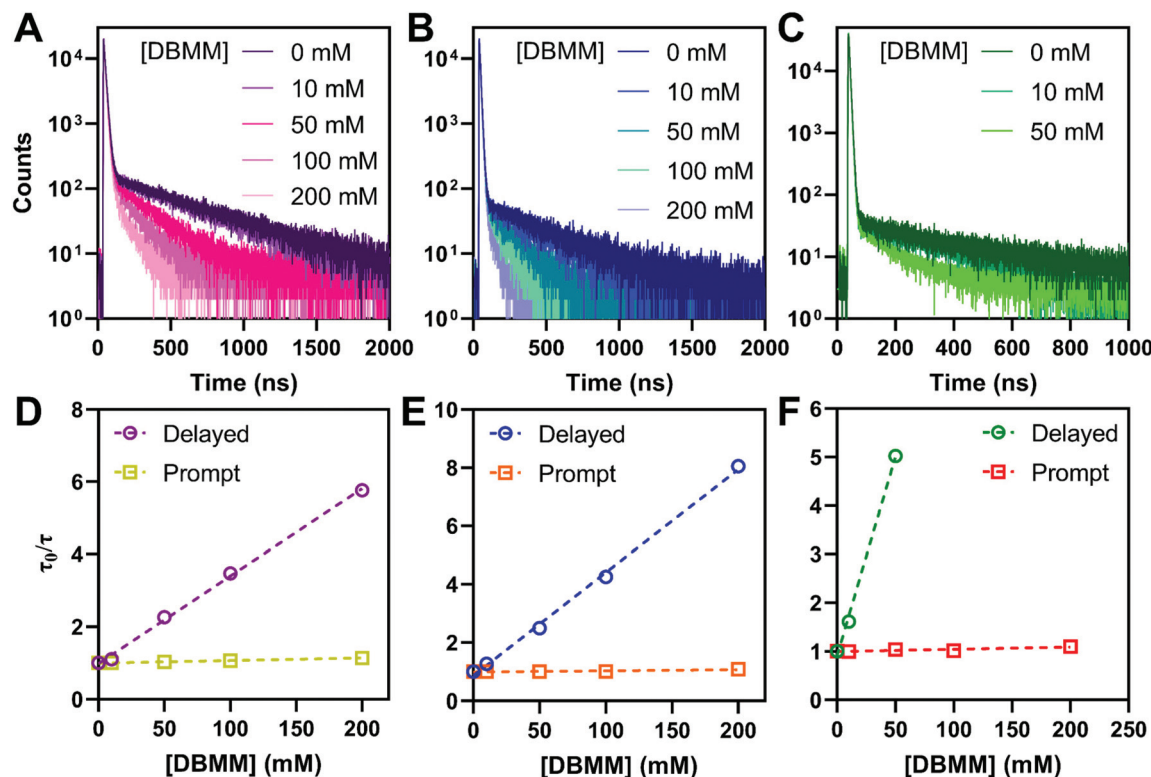 A
[DBMM]
0 mM
10 mM
50 mM
100 mM
200 mM
Counts
10⁴
10³
10²
10¹
10⁰
0 500 1000 1500 2000
Time (ns)
B
[DBMM]
0 mM
10 mM
50 mM
100 mM
200 mM
10⁴
10³
10²
10¹
10⁰
0 500 1000 1500 2000
Time (ns)
C
[DBMM]
0 mM
10 mM
50 mM
10⁴
10³
10²
10¹
10⁰
0 200 400 600 800 1000
Time (ns)
D
Delayed
Prompt
τ₀/τ
8
6
4
2
0
0 50 100 150 200
[DBMM] (mM)
E
Delayed
Prompt
10
8
6
4
2
0
0 50 100 150 200
[DBMM] (mM)
F
Delayed
Prompt
6
5
4
3
2
1
0
0 50 100 150 200 250
[DBMM] (mM)